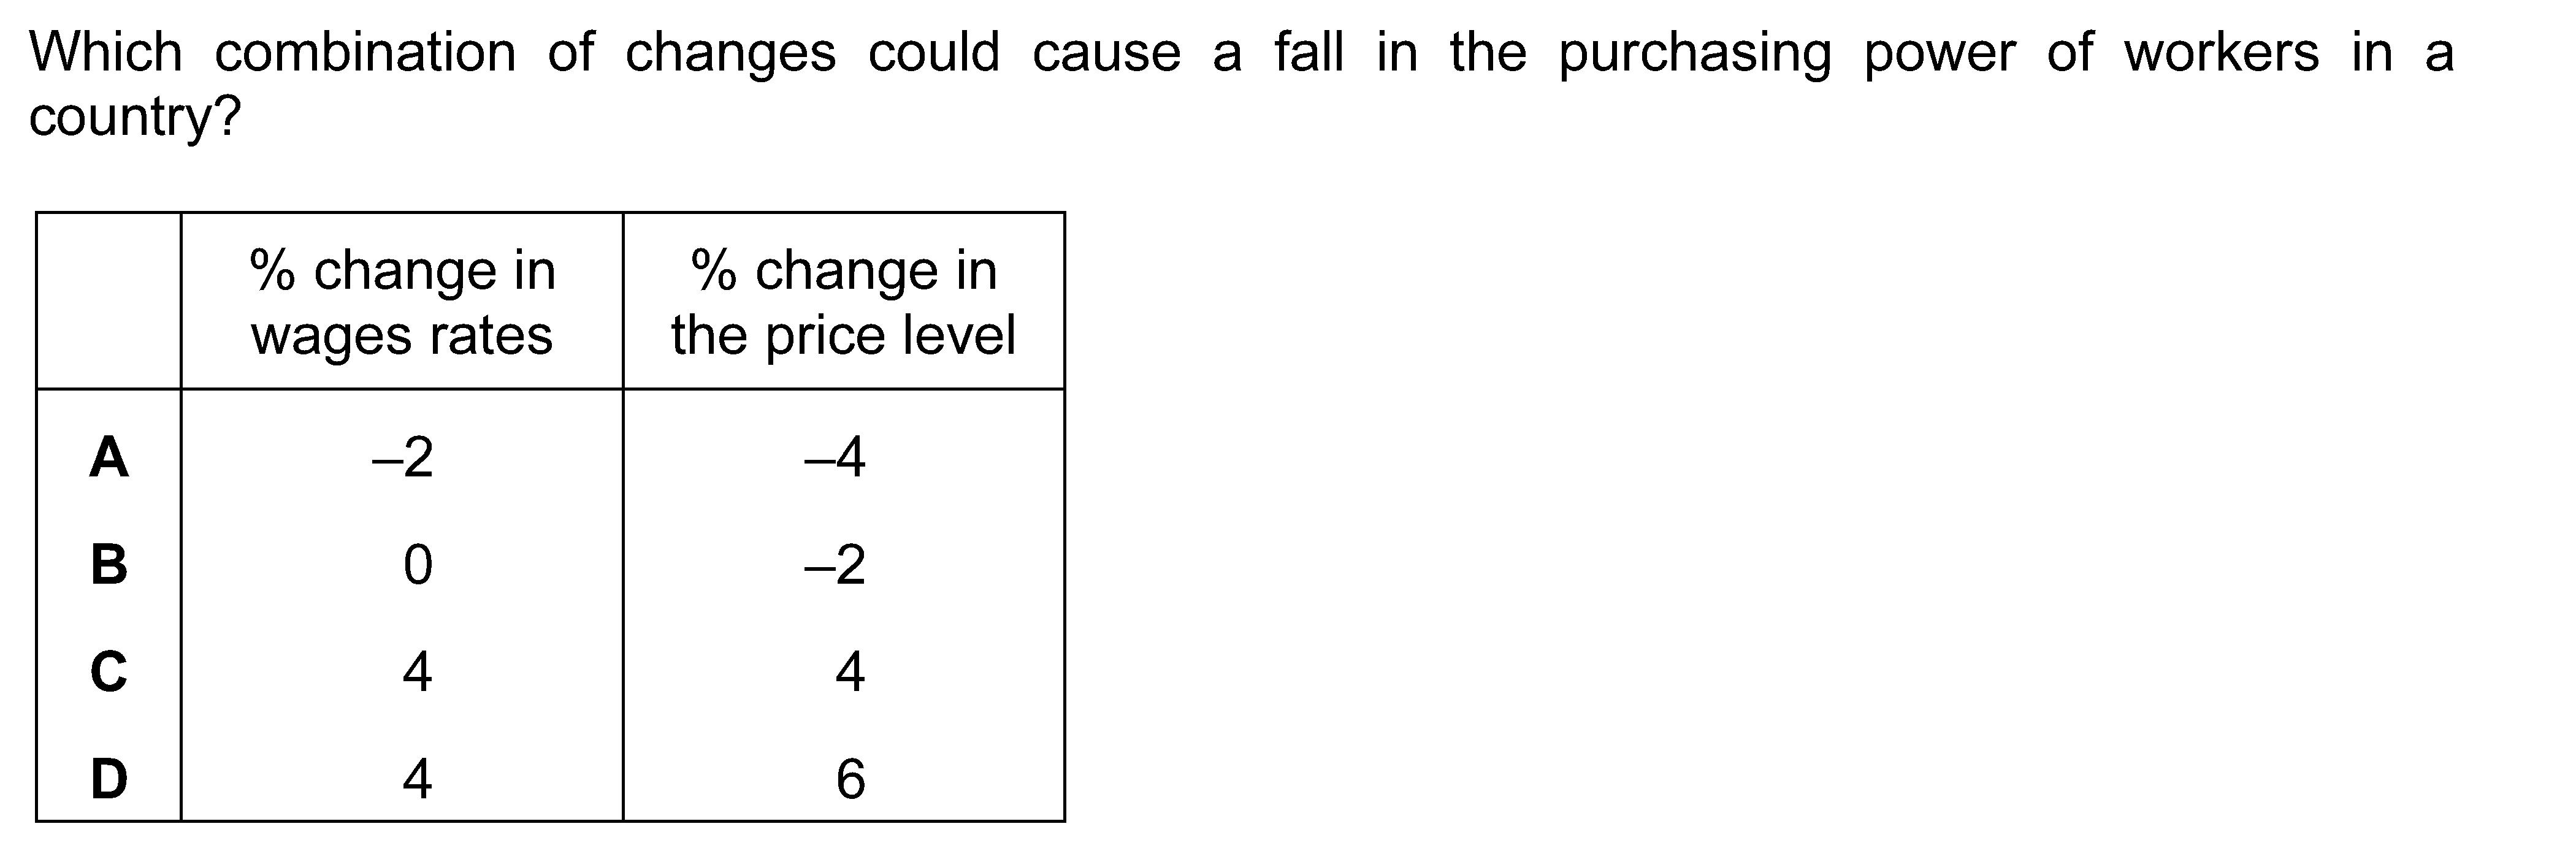 Which combination of changes could cause a fall in the purchasing power of workers in a
country?
% change in % change in
wages rates the price level
A –2 –4
B 0 –2
C 4 4
D 4 6